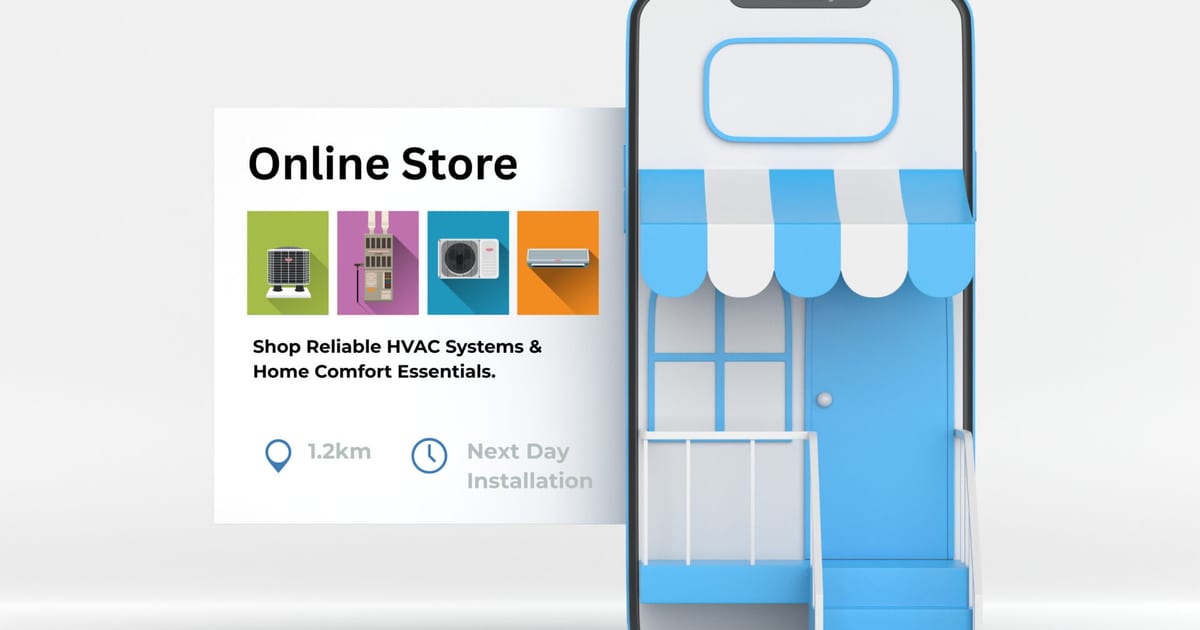 Online Store
Shop Reliable HVAC Systems &
Home Comfort Essentials.
1.2km
Next Day
Installation